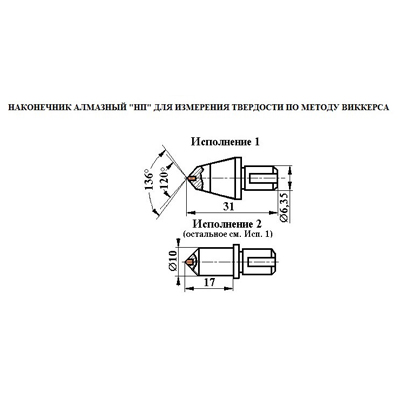 НАКОНЕЧНИК АЛМАЗНЫЙ "НП" ДЛЯ ИЗМЕРЕНИЯ ТВЕРДОСТИ ПО МЕТОДУ ВИККЕРСА
Исполнение 1
136°
120°
31
Ø6,35
Исполнение 2
(остальное см. Исп. 1)
Ø10
17